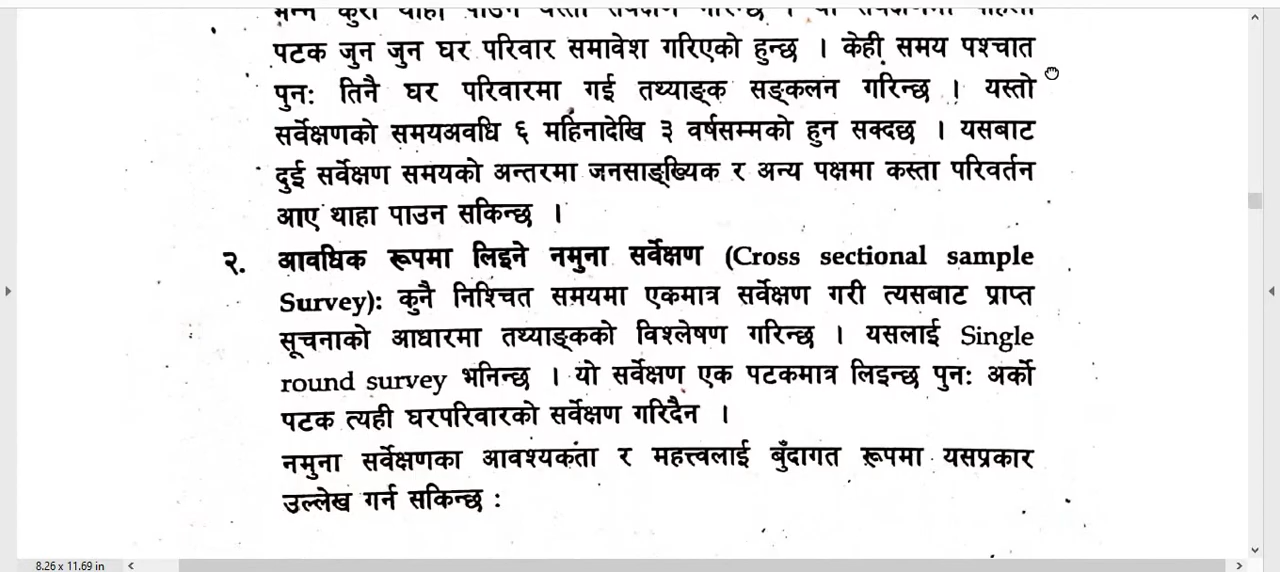 पटक जुन जुन घर परिवार समावेश गरिएको हुन्छ । केही समय पश्चात
पुनः तिनै घर परिवारमा गई तथ्याङ्क सङ्कलन गरिन्छ । यस्तो
सर्वेक्षणको समयअवधि ६ महिनादेखि ३ वर्षसम्मको हुन सक्दछ । यसबाट
दुई सर्वेक्षण समयको अन्तरमा जनसाङ्ख्यिक र अन्य पक्षमा कस्ता परिवर्तन
आए थाहा पाउन सकिन्छ ।
२. आवधिक रूपमा लिइने नमुना सर्वेक्षण (Cross sectional sample
Survey): कुनै निश्चित समयमा एकमात्र सर्वेक्षण गरी त्यसबाट प्राप्त
सूचनाको आधारमा तथ्याङ्कको विश्लेषण गरिन्छ । यसलाई Single
round survey भनिन्छ । यो सर्वेक्षण एक पटकमात्र लिइन्छ पुनः अर्को
पटक त्यही घरपरिवारको सर्वेक्षण गरिदैन ।
नमुना सर्वेक्षणका आवश्यकता र महत्त्वलाई बुँदागत रूपमा यसप्रकार
उल्लेख गर्न सकिन्छ :
8.26 x 11.69 in